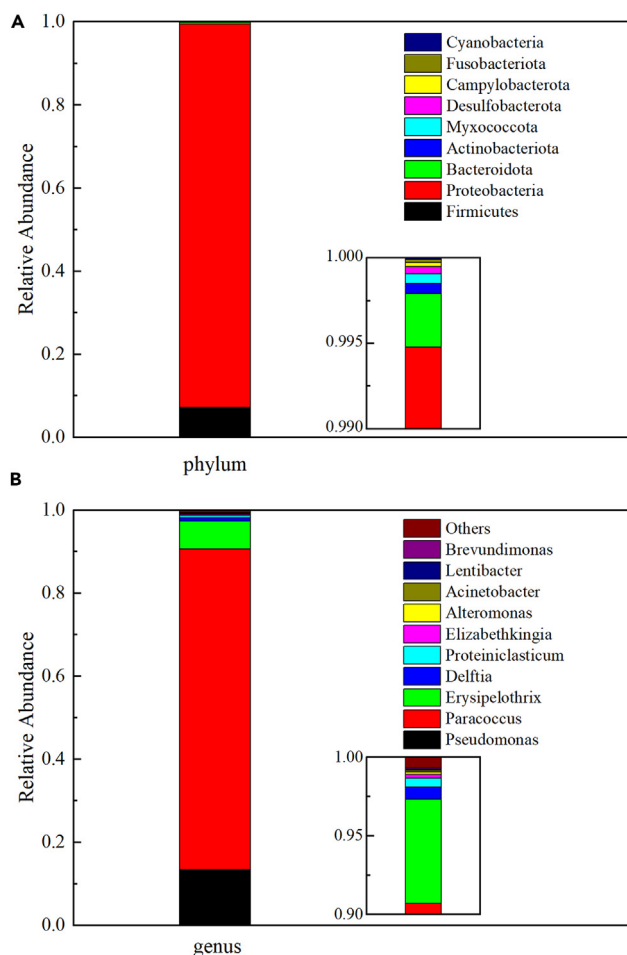 A
Relative Abundance
1.0
0.8
0.6
0.4
0.2
0.0
phylum
Cyanobacteria
Fusobacteriota
Campylobacterota
Desulfobacterota
Myxococcota
Actinobacteriota
Bacteroidota
Proteobacteria
Firmicutes
1.000
0.995
0.990
B
Relative Abundance
1.0
0.8
0.6
0.4
0.2
0.0
genus
Others
Brevundimonas
Lentibacter
Acinetobacter
Alteromonas
Elizabethkingia
Proteiniclasticum
Delftia
Erysipelothrix
Paracoccus
Pseudomonas
1.00
0.95
0.90